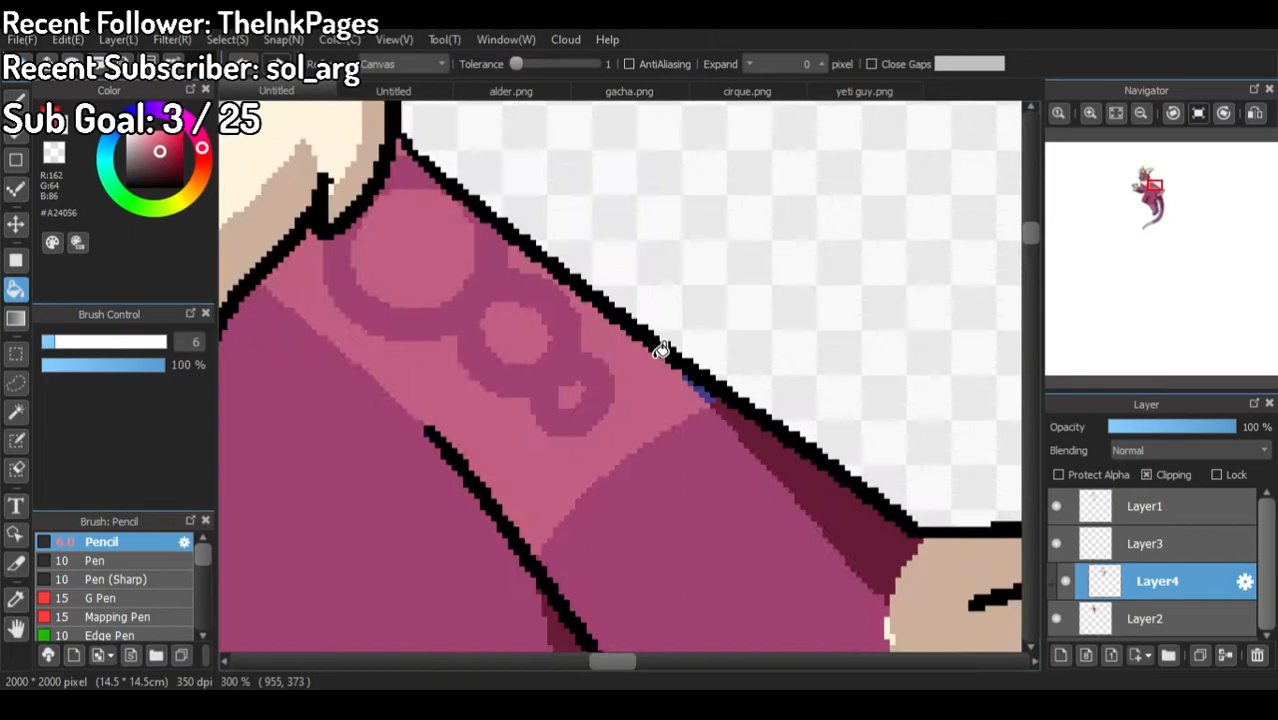 Recent Follower: TheInkPages
File(F) Edit(E) Layer(L) Filter(R) Select(S) Snap(N) View(V) Tool(T) Window(W) Cloud Help
Recent Subscriber: sol_arg
Canvas Tolerance 1 AntiAliasing Expand 0 pixel Close Gaps
Color Untitled Untitled alder.png gacha.png cirque.png yeti guy.png Navigator
Sub Goal: 3 / 25
R:162
G:64
B:86
#A24056
Brush Control
6
100 %
Brush: Pencil
6.0 Pencil
10 Pen
10 Pen (Sharp)
15 G Pen
15 Mapping Pen
10 Edge Pen
Layer
Opacity 100 %
Blending Normal
Protect Alpha Clipping Lock
Layer1
Layer3
Layer4
Layer2
2000 * 2000 pixel (14.5 * 14.5cm) 350 dpi 300 % ( 955, 373 )